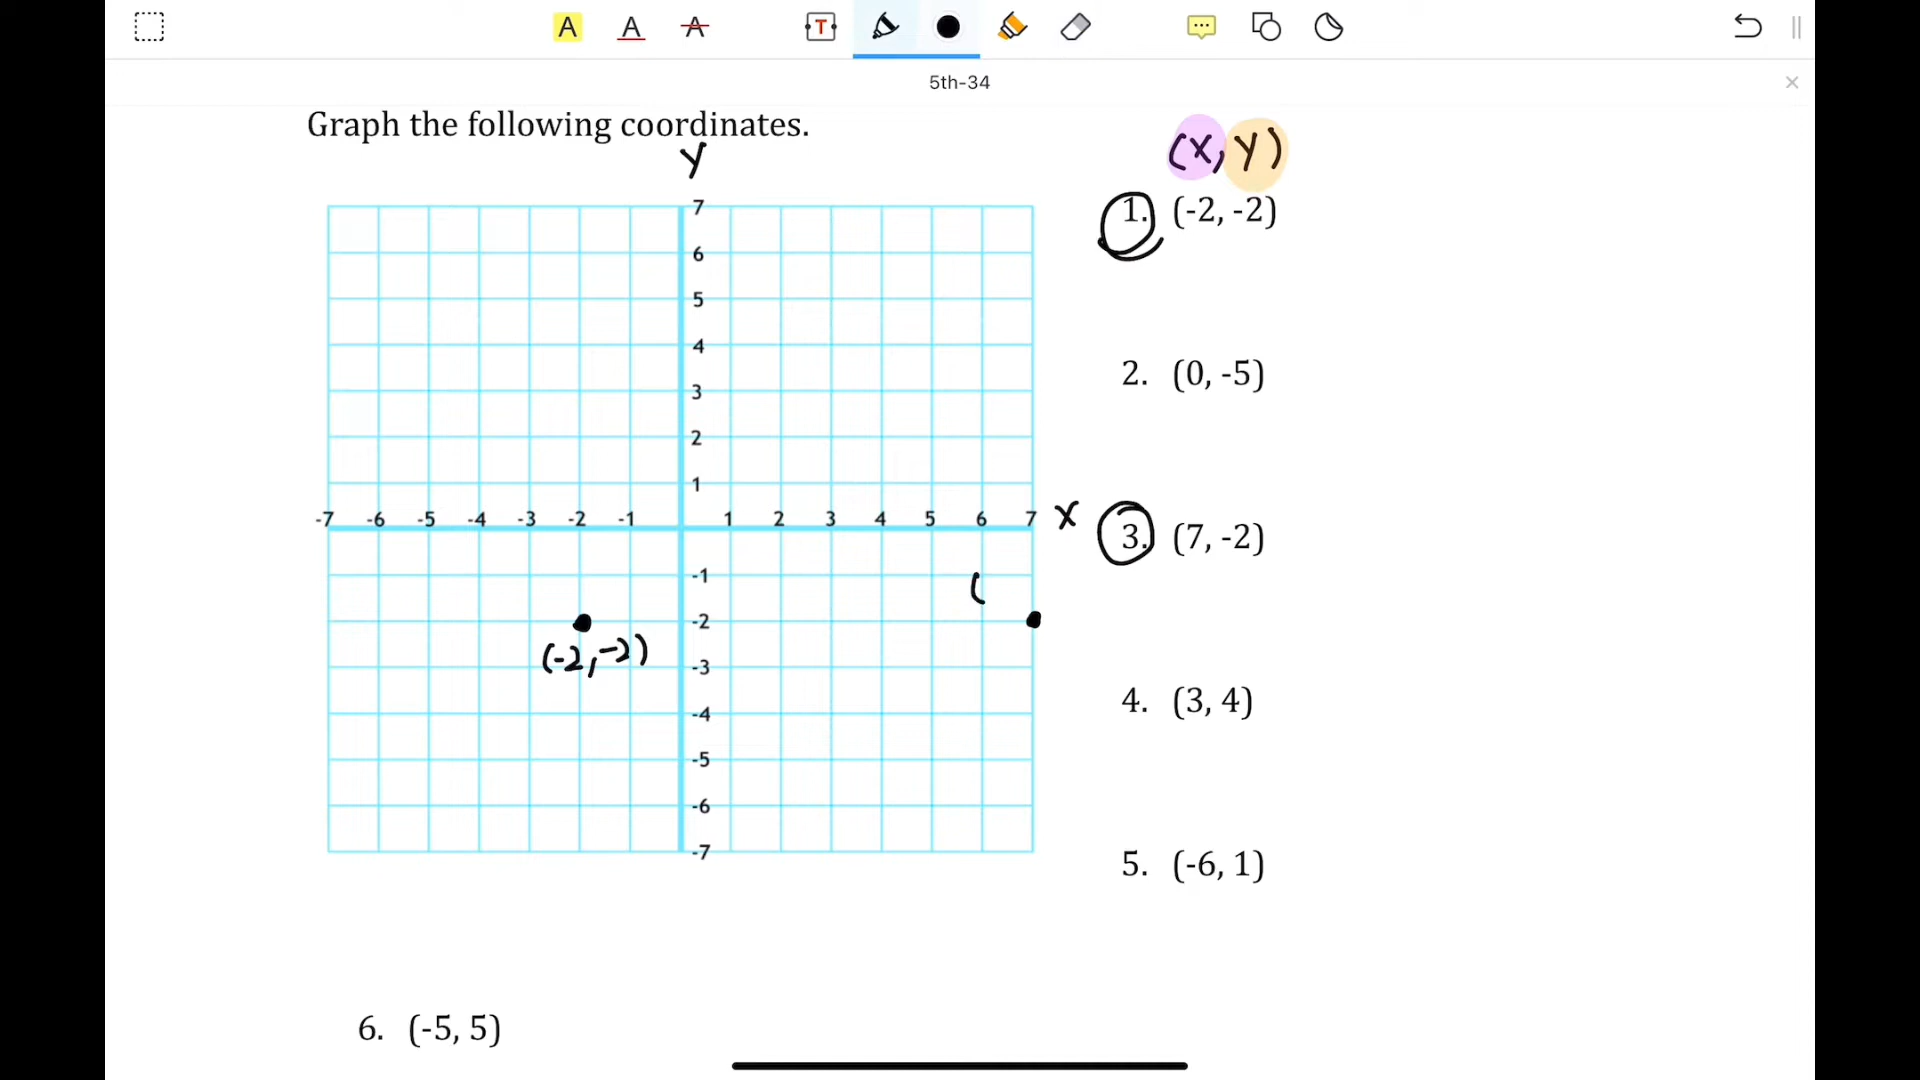 A A A T
5th-34
Graph the following coordinates.
(X, Y)
Y
1. (-2, -2)
2. (0, -5)
3. (7, -2)
4. (3, 4)
5. (-6, 1)
7
6
5
4
3
2
1
-7 -6 -5 -4 -3 -2 -1 1 2 3 4 5 6 7 X
-1
(
-2
(-2,-2)
-3
-4
-5
-6
-7
6. (-5, 5)